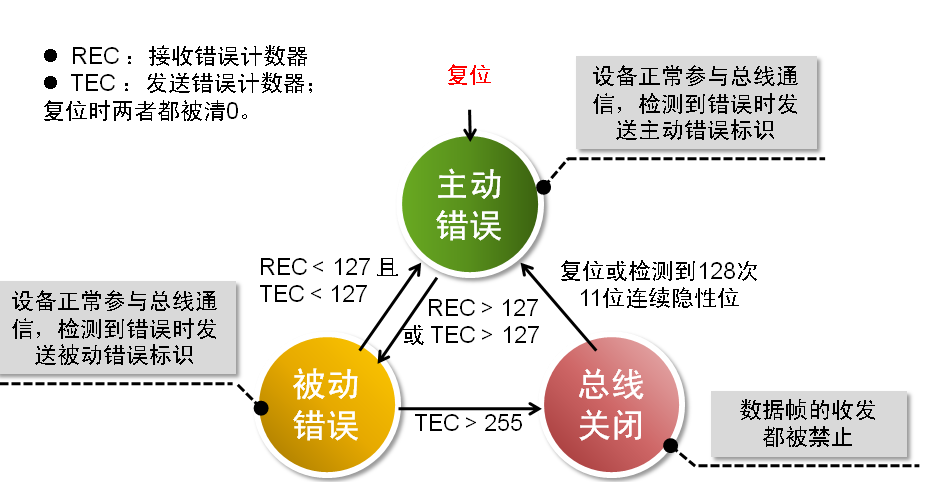 ● REC：接收错误计数器
● TEC：发送错误计数器；
复位时两者都被清0。
复位
设备正常参与总线通
信，检测到错误时发
送主动错误标识
主动
错误
REC < 127 且
TEC < 127
REC > 127
或 TEC > 127
复位或检测到128次
11位连续隐性位
设备正常参与总线通
信，检测到错误时发
送被动错误标识
被动
错误
TEC > 255
总线
关闭
数据帧的收发
都被禁止